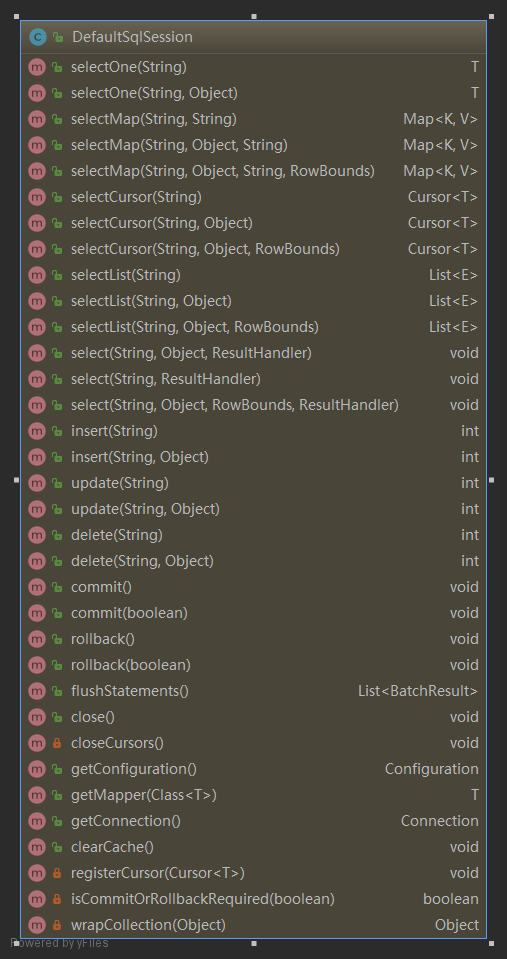 C DefaultSqlSession
m selectOne(String) T
m selectOne(String, Object) T
m selectMap(String, String) Map<K, V>
m selectMap(String, Object, String) Map<K, V>
m selectMap(String, Object, String, RowBounds) Map<K, V>
m selectCursor(String) Cursor<T>
m selectCursor(String, Object) Cursor<T>
m selectCursor(String, Object, RowBounds) Cursor<T>
m selectList(String) List<E>
m selectList(String, Object) List<E>
m selectList(String, Object, RowBounds) List<E>
m select(String, Object, ResultHandler) void
m select(String, ResultHandler) void
m select(String, Object, RowBounds, ResultHandler) void
m insert(String) int
m insert(String, Object) int
m update(String) int
m update(String, Object) int
m delete(String) int
m delete(String, Object) int
m commit() void
m commit(boolean) void
m rollback() void
m rollback(boolean) void
m flushStatements() List<BatchResult>
m close() void
m closeCursors() void
m getConfiguration() Configuration
m getMapper(Class<T>) T
m getConnection() Connection
m clearCache() void
m registerCursor(Cursor<T>) void
m isCommitOrRollbackRequired(boolean) boolean
m wrapCollection(Object) Object
Powered by yFiles